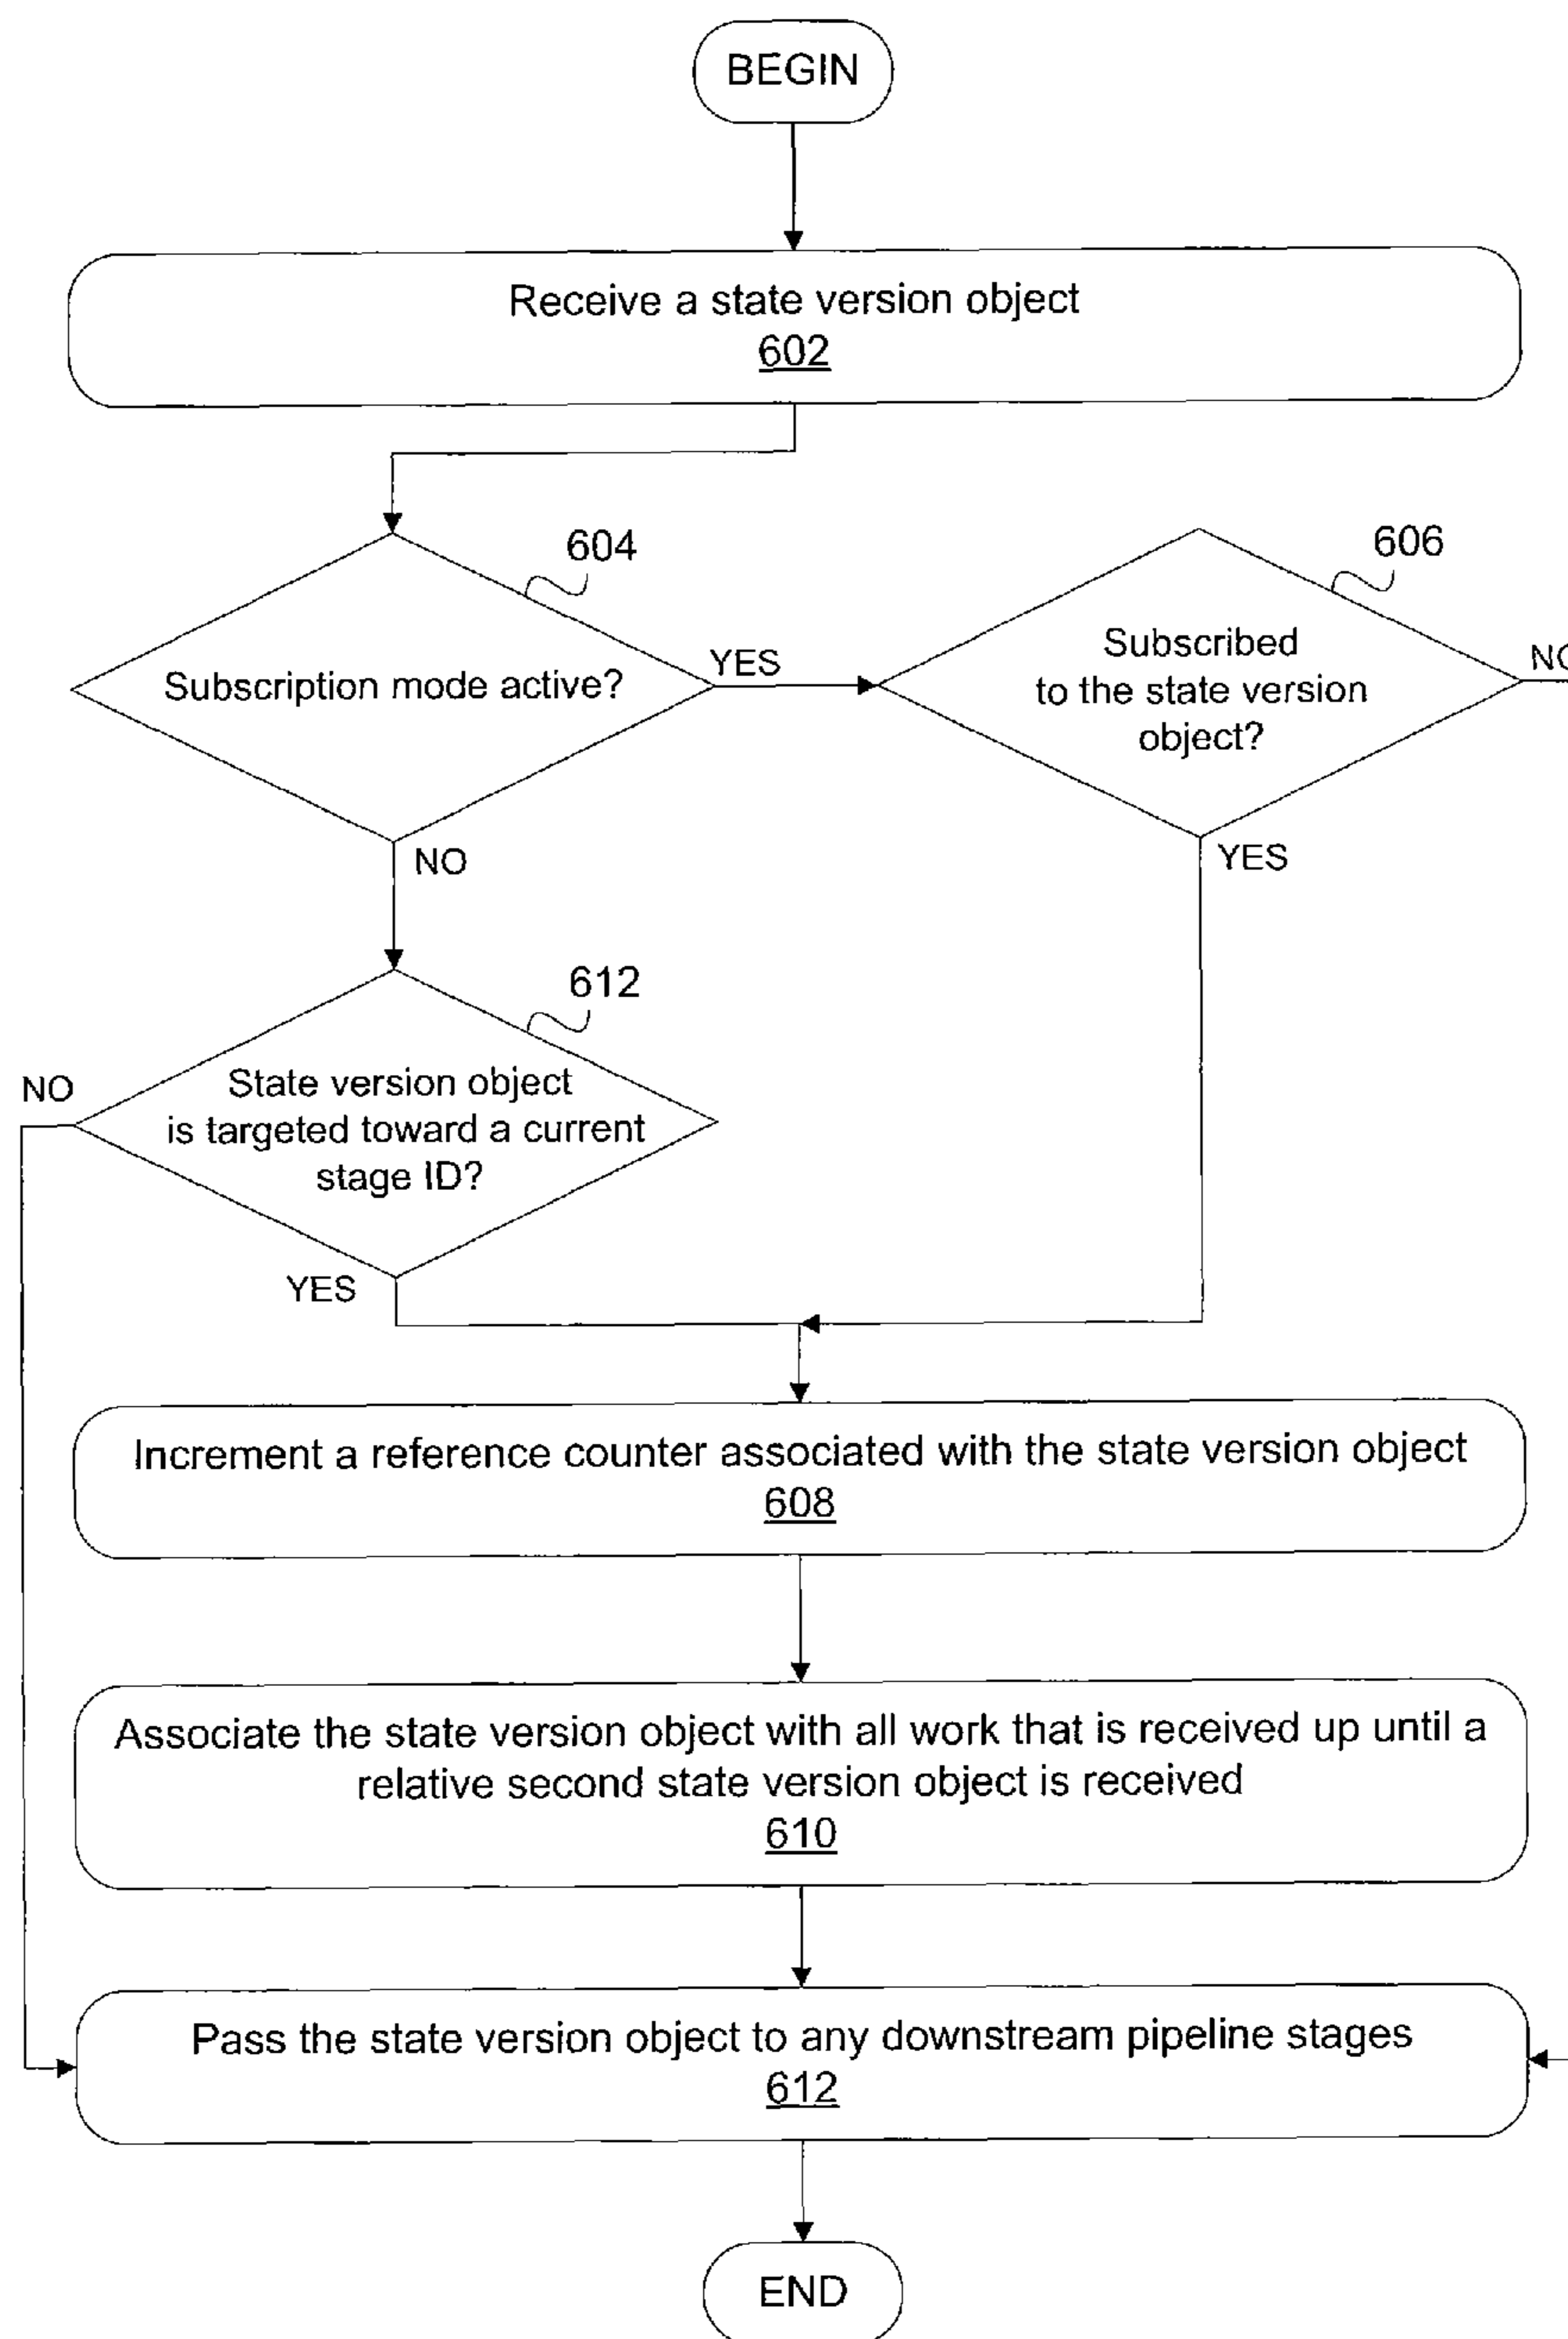 BEGIN
Receive a state version object
602
604
606
Subscription mode active?
YES
Subscribed
to the state version
object?
NO
NO
YES
612
NO
State version object
is targeted toward a current
stage ID?
YES
Increment a reference counter associated with the state version object
608
Associate the state version object with all work that is received up until a
relative second state version object is received
610
Pass the state version object to any downstream pipeline stages
612
END